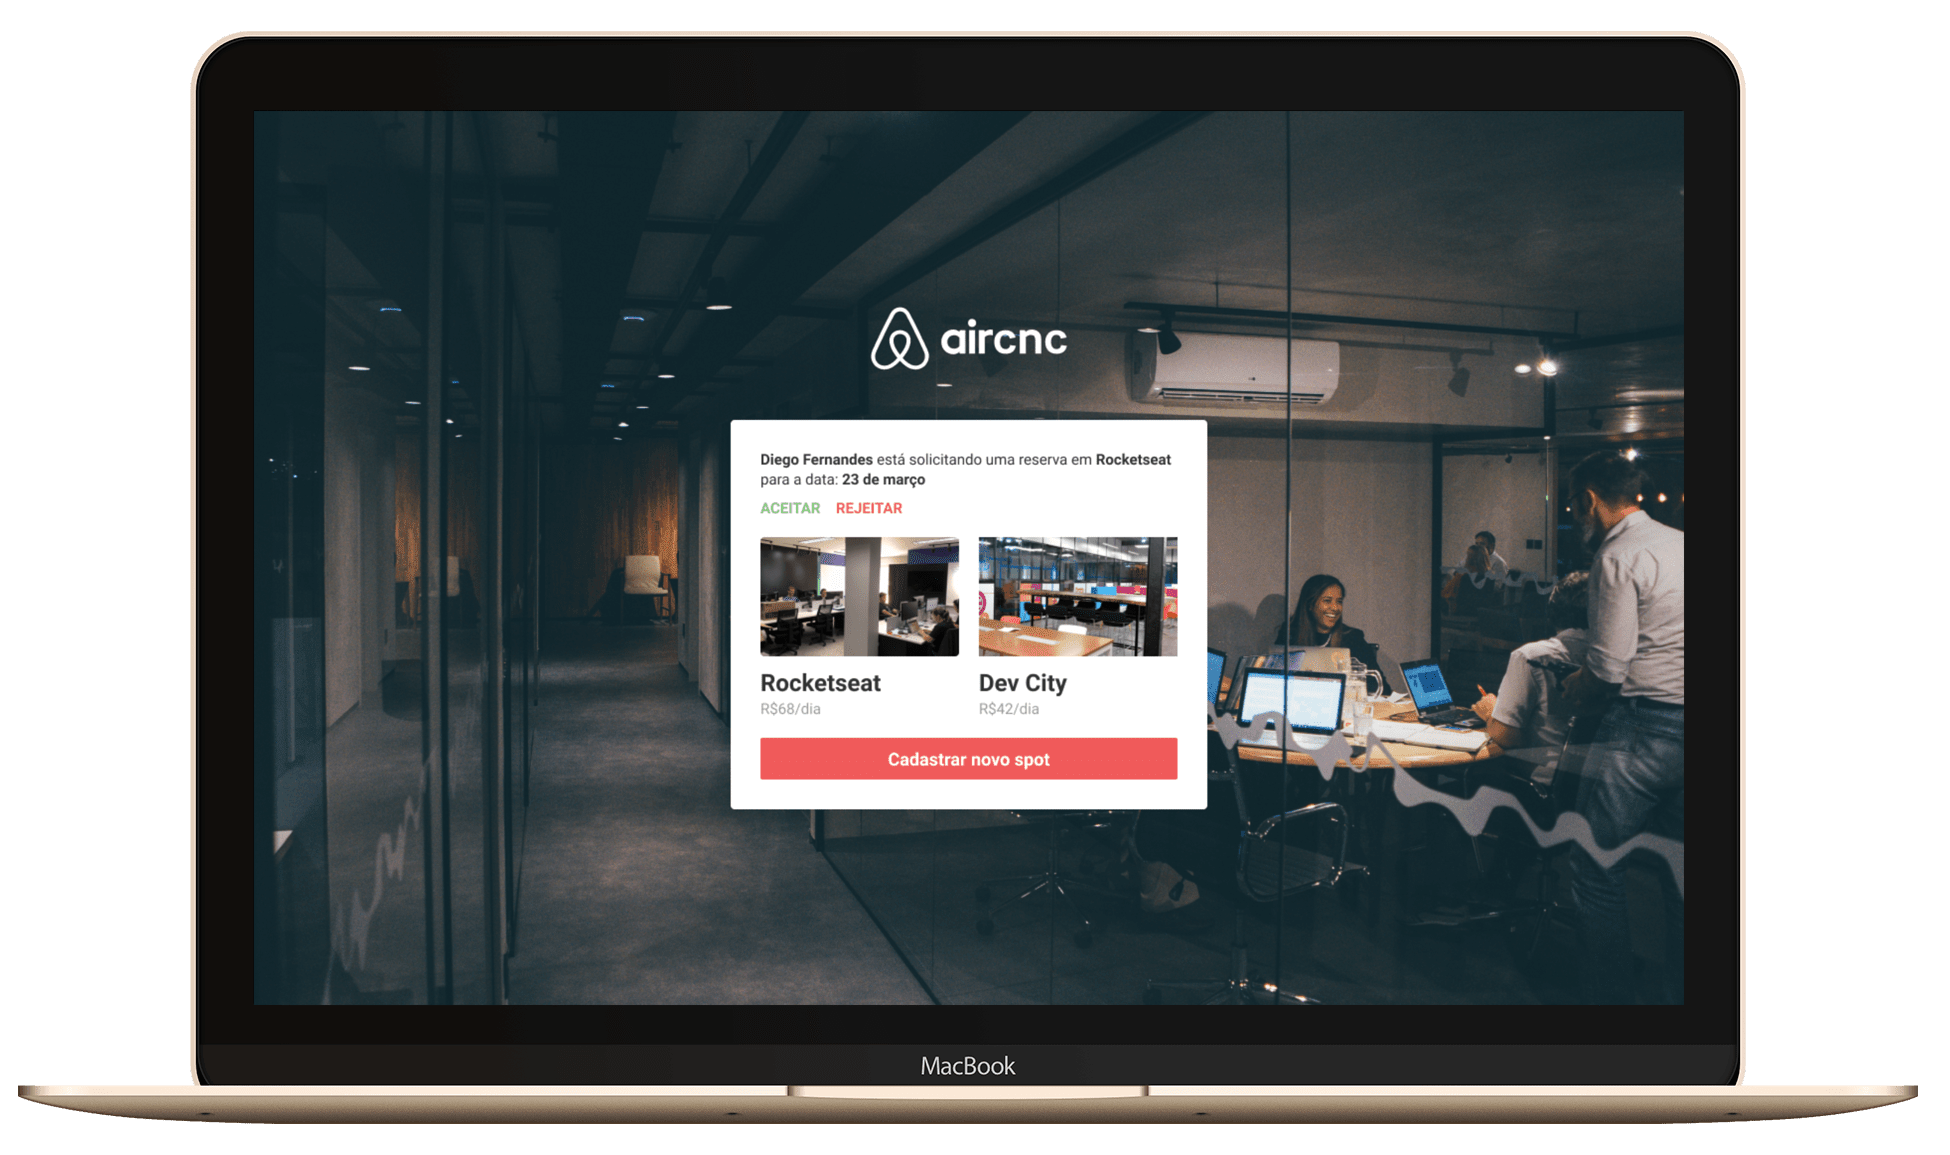 aircnc
Diego Fernandes está solicitando uma reserva em Rocketseat
para a data: 23 de março
ACEITAR REJEITAR
Rocketseat Dev City
R$68/dia R$42/dia
Cadastrar novo spot
MacBook